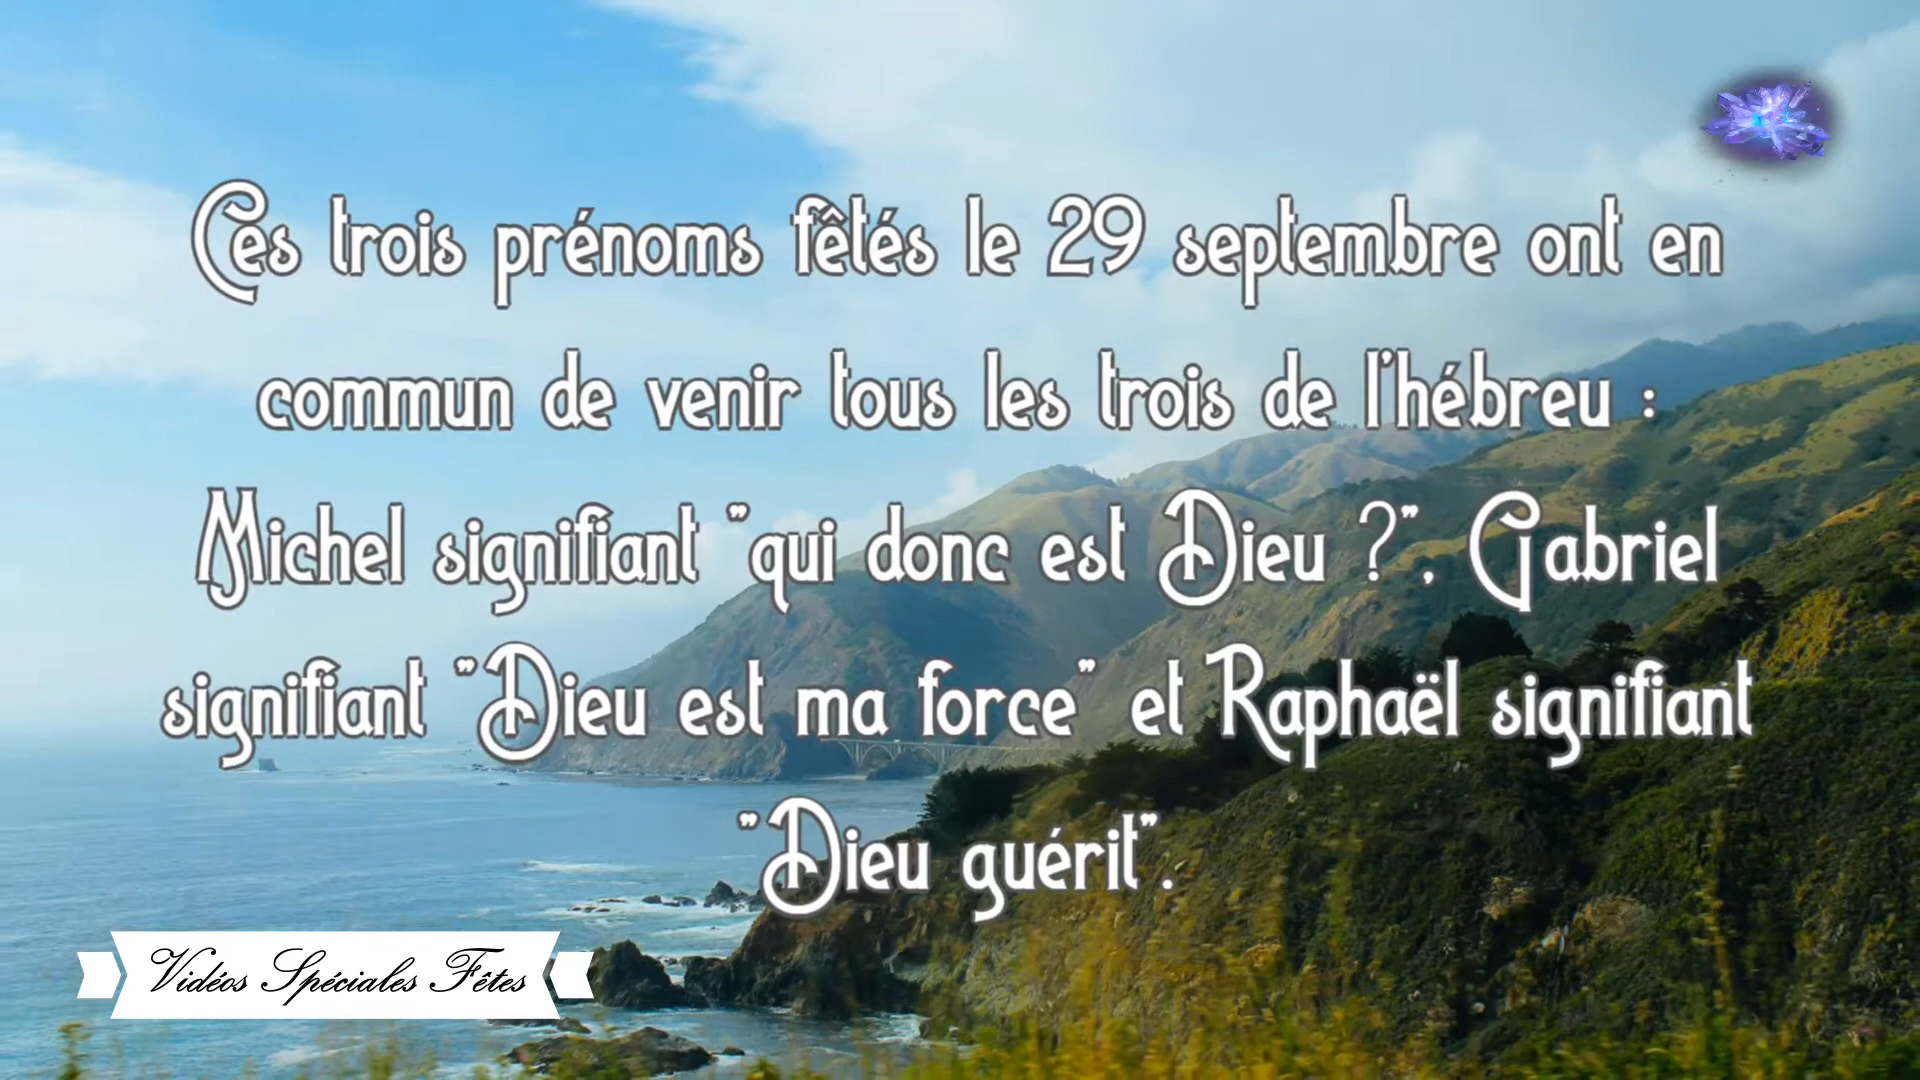 Ces trois prénoms fêtés le 29 septembre ont en
commun de venir tous les trois de l'hébreu :
Michel signifiant "qui donc est Dieu ?", Gabriel
signifiant "Dieu est ma force" et Raphaël signifiant
"Dieu guérit".
Vidéos Spéciales Fêtes